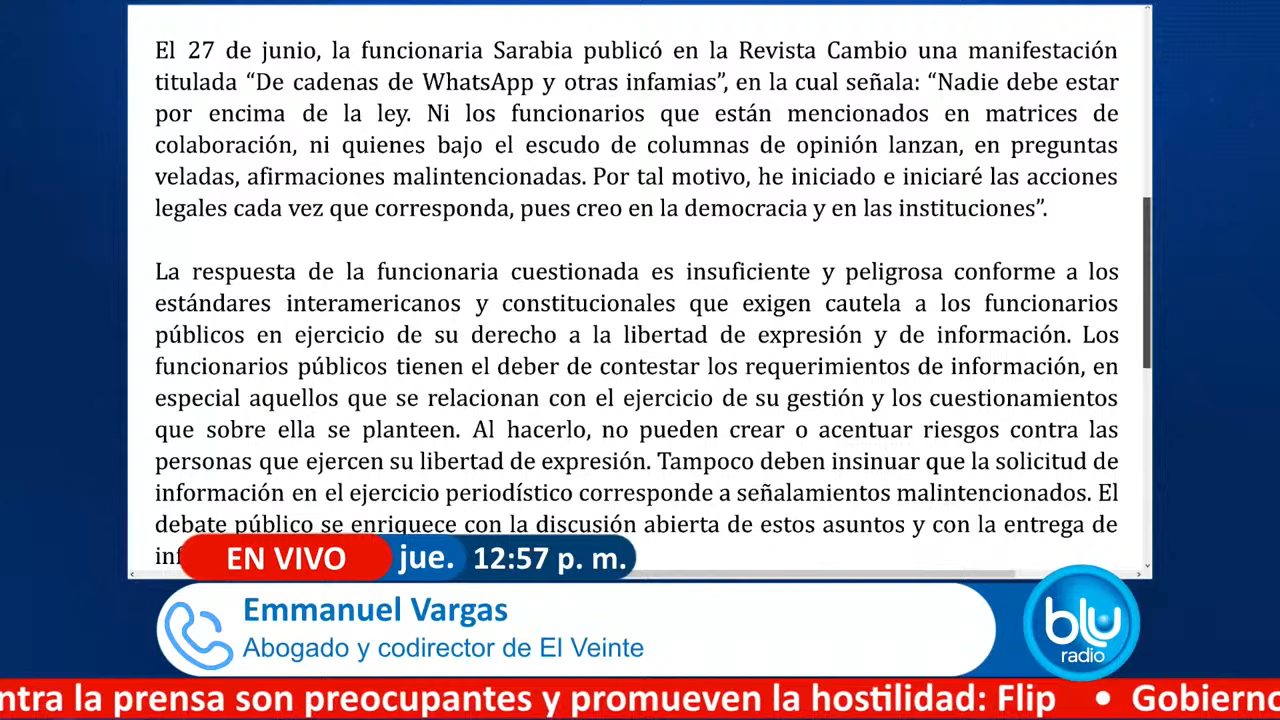 El 27 de junio, la funcionaria Sarabia publicó en la Revista Cambio una manifestación
titulada “De cadenas de WhatsApp y otras infamias”, en la cual señala: “Nadie debe estar
por encima de la ley. Ni los funcionarios que están mencionados en matrices de
colaboración, ni quienes bajo el escudo de columnas de opinión lanzan, en preguntas
veladas, afirmaciones malintencionadas. Por tal motivo, he iniciado e iniciaré las acciones
legales cada vez que corresponda, pues creo en la democracia y en las instituciones”.
La respuesta de la funcionaria cuestionada es insuficiente y peligrosa conforme a los
estándares interamericanos y constitucionales que exigen cautela a los funcionarios
públicos en ejercicio de su derecho a la libertad de expresión y de información. Los
funcionarios públicos tienen el deber de contestar los requerimientos de información, en
especial aquellos que se relacionan con el ejercicio de su gestión y los cuestionamientos
que sobre ella se planteen. Al hacerlo, no pueden crear o acentuar riesgos contra las
personas que ejercen su libertad de expresión. Tampoco deben insinuar que la solicitud de
información en el ejercicio periodístico corresponde a señalamientos malintencionados. El
debate público se enriquece con la discusión abierta de estos asuntos y con la entrega de
EN VIVO jue. 12:57 p. m.
Emmanuel Vargas
Abogado y codirector de El Veinte
blu
radio
ntra la prensa son preocupantes y promueven la hostilidad: Flip • Gobierno